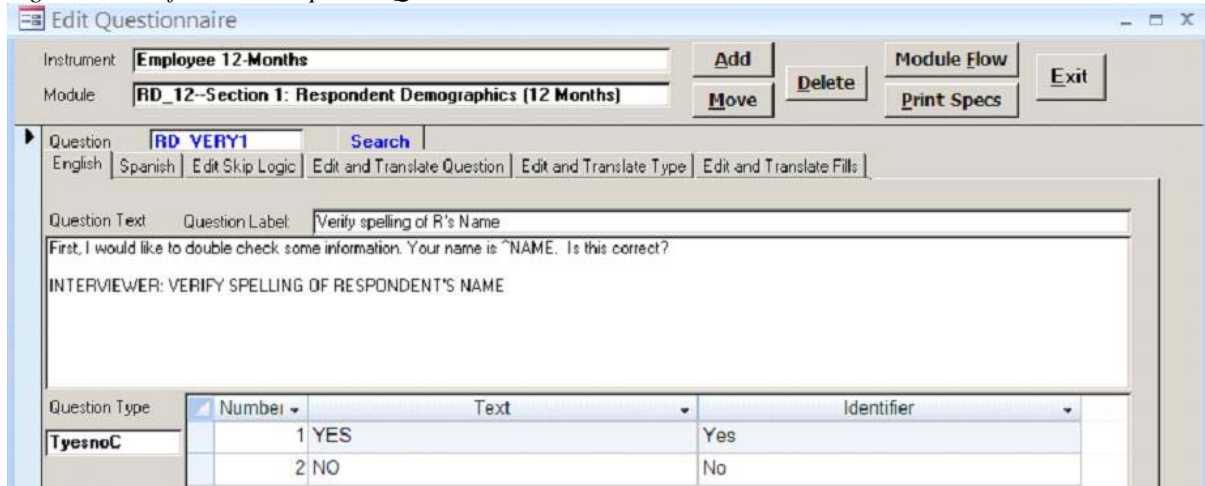 Edit Questionnaire
Instrument Employee 12-Months Add Module Flow
Delete Exit
Module RD_12--Section 1: Respondent Demographics (12 Months) Move Print Specs
Question RD_VERY1 Search
English Spanish Edit Skip Logic Edit and Translate Question Edit and Translate Type Edit and Translate Fills
Question Text Question Label: Verify spelling of R's Name
First, I would like to double check some information. Your name is ^NAME. Is this correct?
INTERVIEWER: VERIFY SPELLING OF RESPONDENT'S NAME
Question Type Number Text Identifier
TyesnoC 1 YES Yes
2 NO No